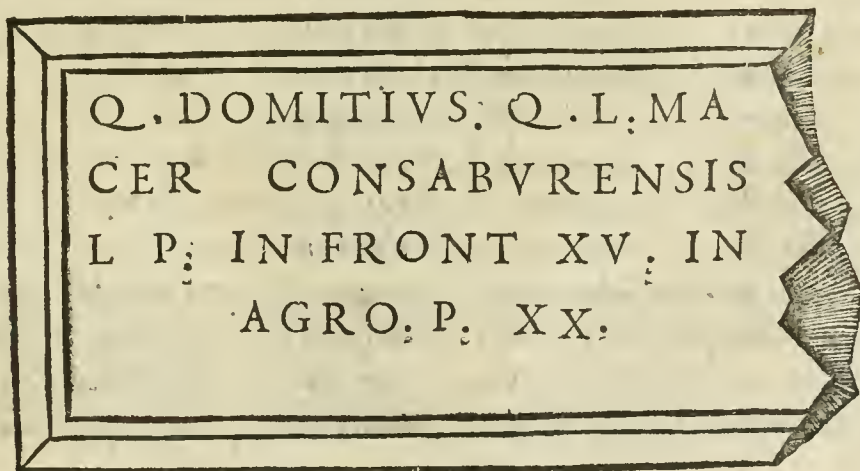 Q. DOMITIVS. Q. L. MA
CER CONSABVRENSIS
L P. IN FRONT XV. IN
AGRO. P. XX.